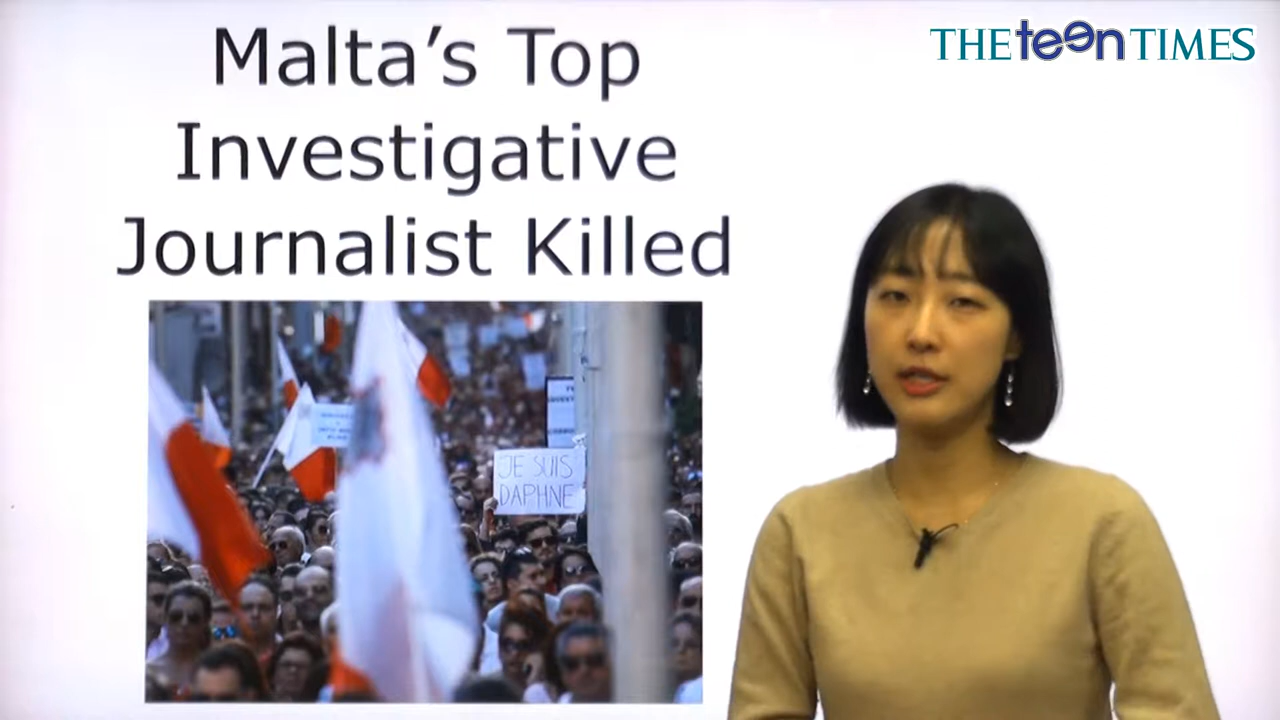 THE teen TIMES
Malta's Top
Investigative
Journalist Killed
JE SUIS
DAPHNE